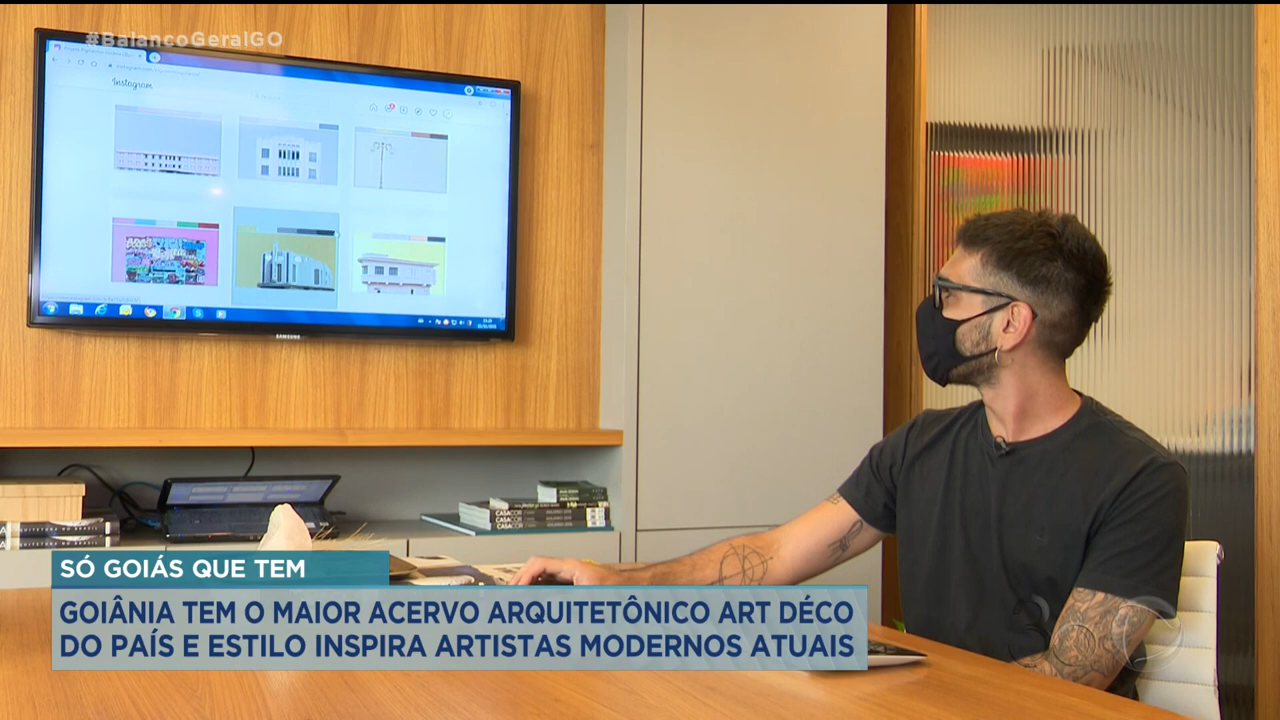 #BalancoGeralGO
Instagram
SAMSUNG
CASACOR
CASACOR
SÓ GOIÁS QUE TEM
GOIÂNIA TEM O MAIOR ACERVO ARQUITETÔNICO ART DÉCO
DO PAÍS E ESTILO INSPIRA ARTISTAS MODERNOS ATUAIS